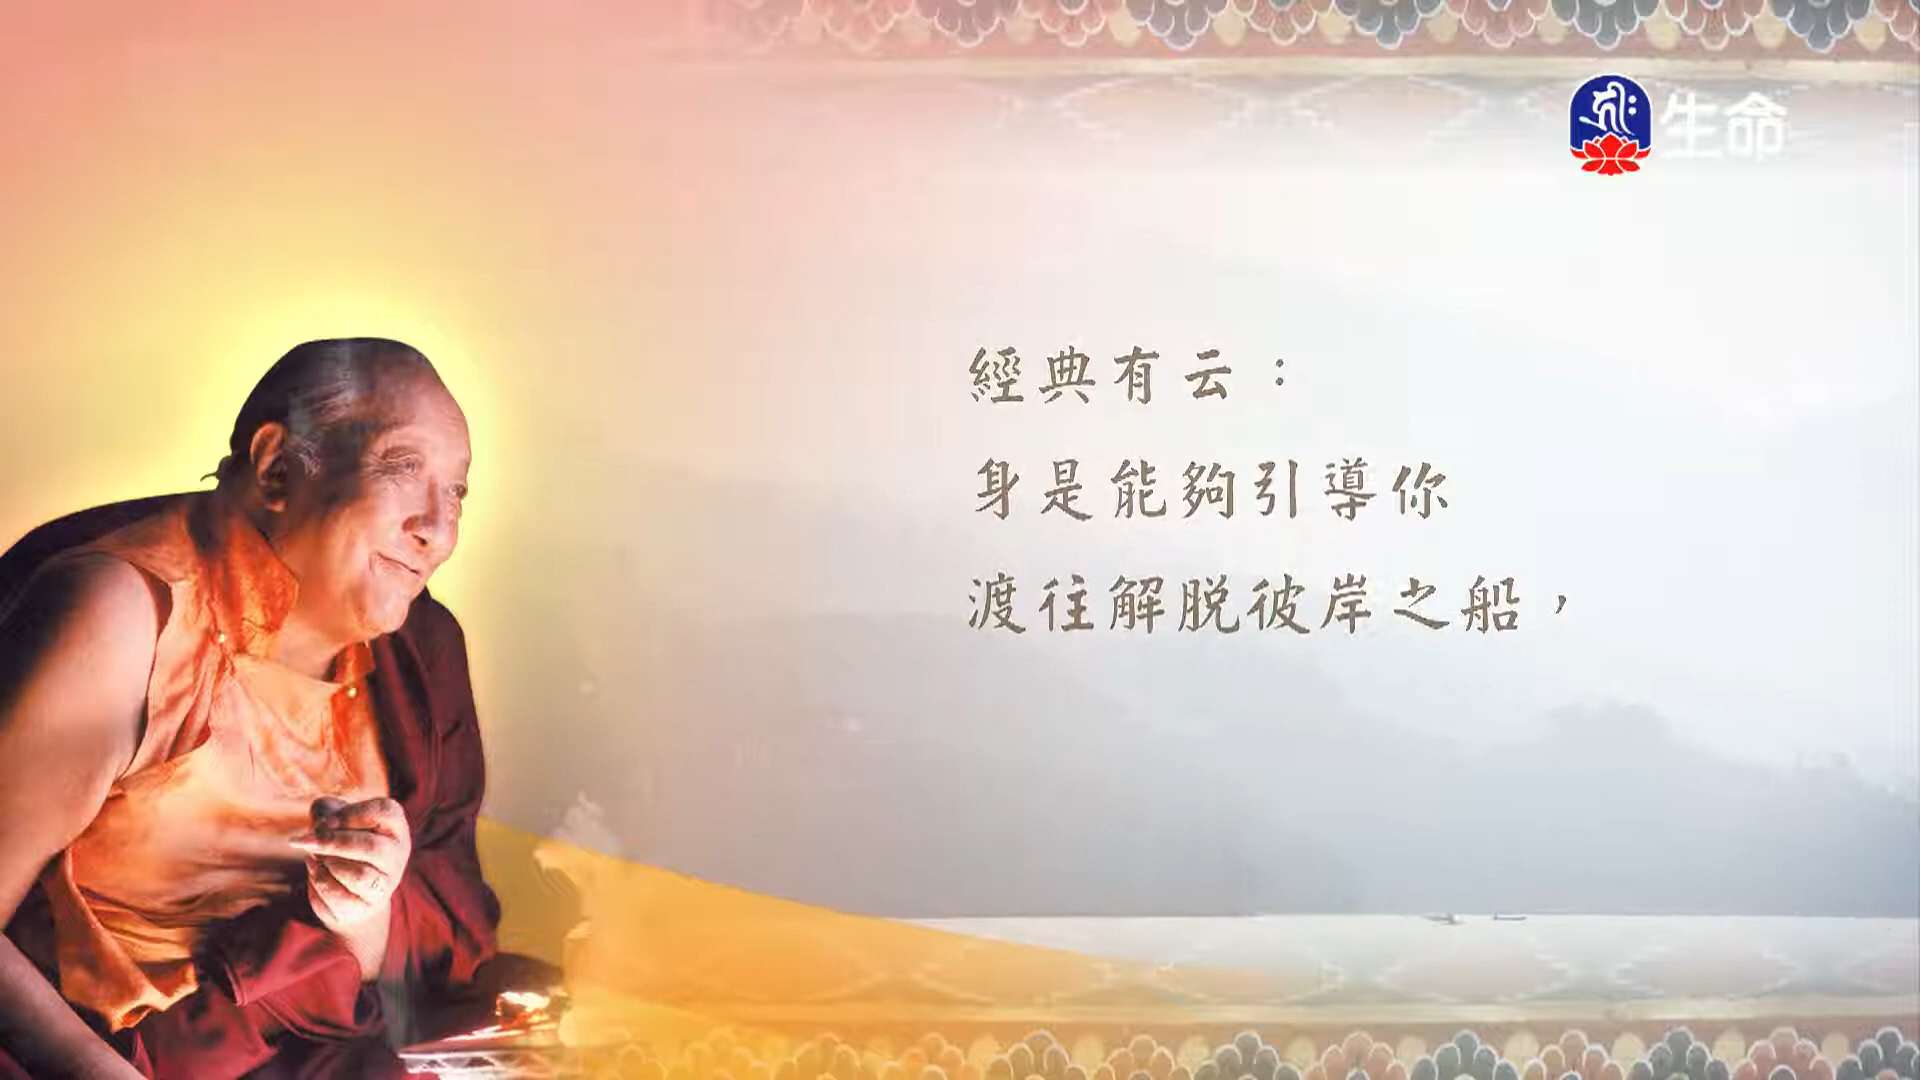 生命
經典有云：
身是能夠引導你
渡往解脫彼岸之船，